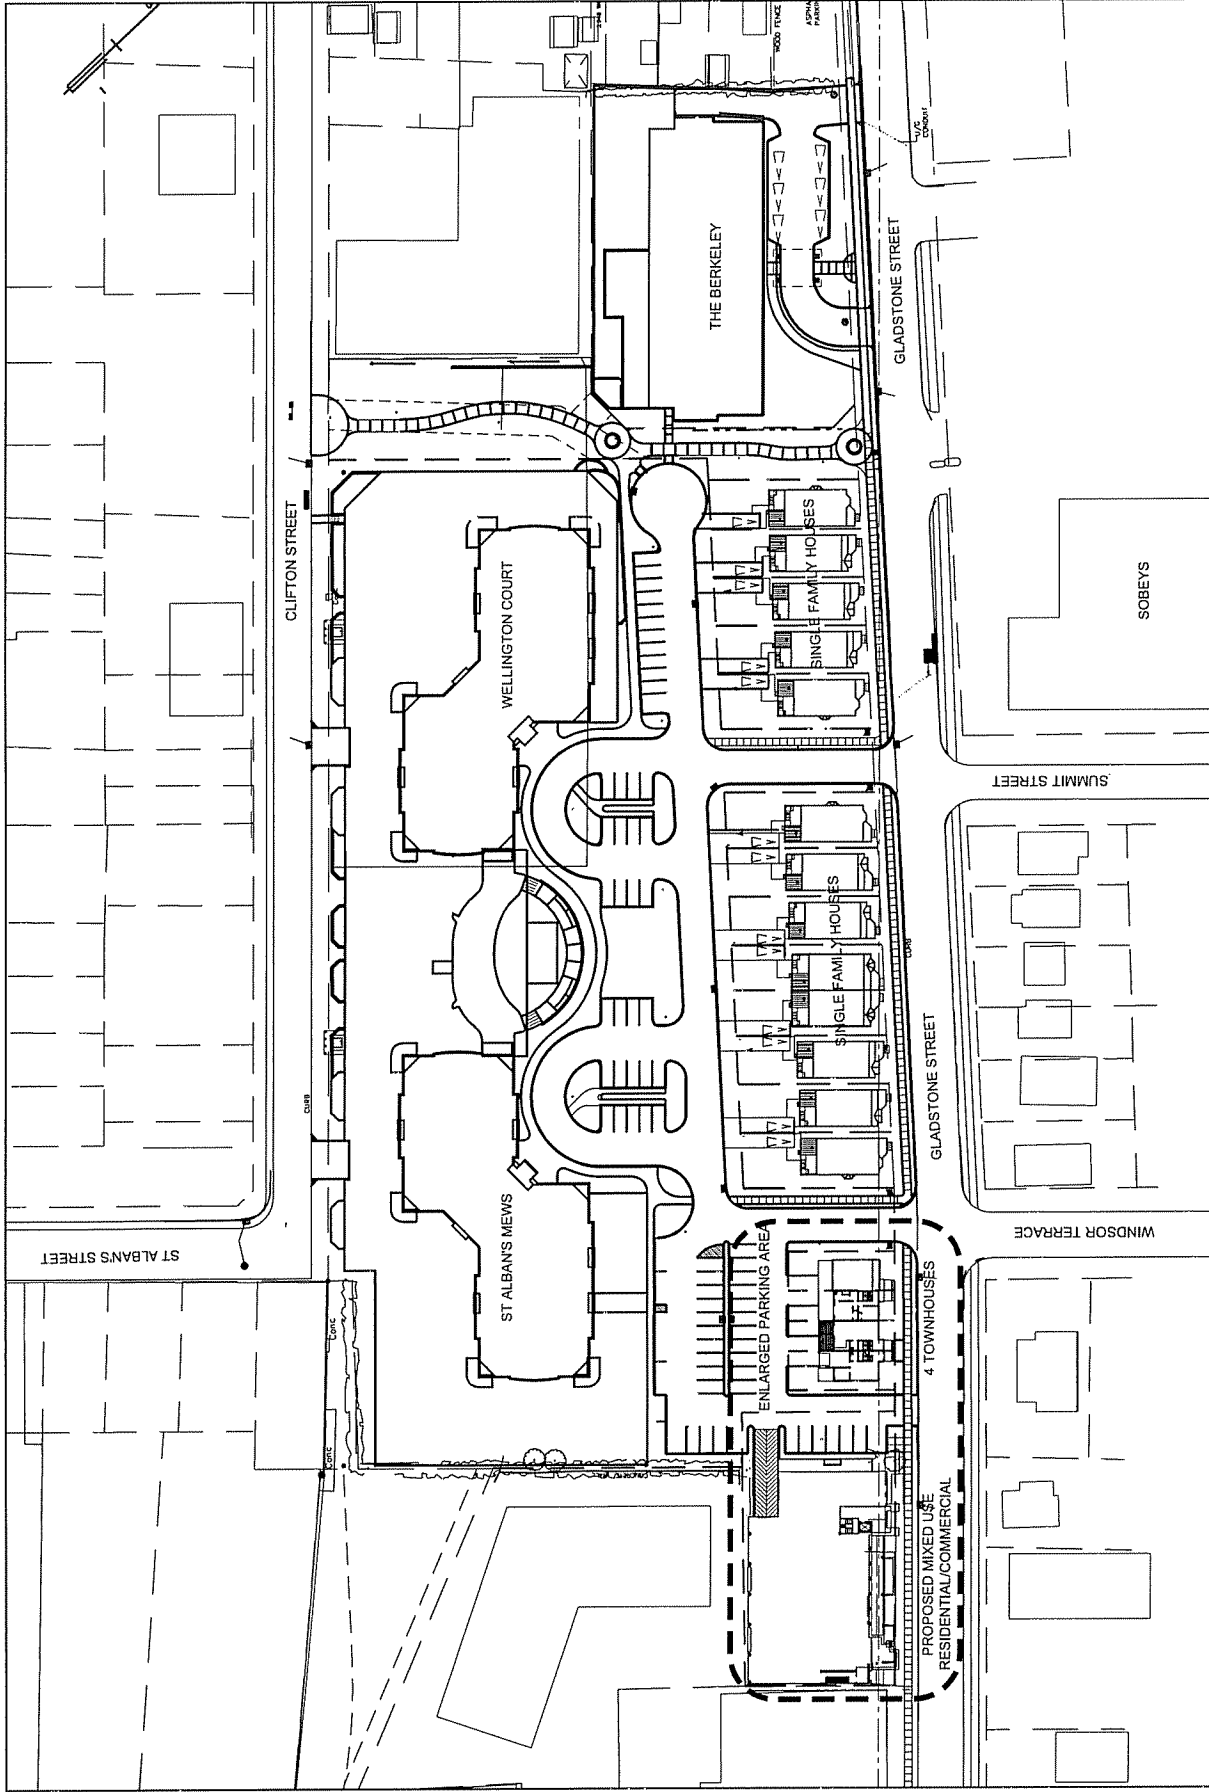 CLIFTON STREET
ST ALBAN'S STREET
WELLINGTON COURT
ST ALBAN'S MEWS
THE BERKELEY
GLADSTONE STREET
SINGLE FAMILY HOUSES
SINGLE FAMILY HOUSES
SOBEYS
SUMMIT STREET
GLADSTONE STREET
WINDSOR TERRACE
ENLARGED PARKING AREA
4 TOWNHOUSES
PROPOSED MIXED USE
RESIDENTIAL/COMMERCIAL
WOOD FENCE
U/G
CONDUIT
CURB
CURB
Conc
Conc